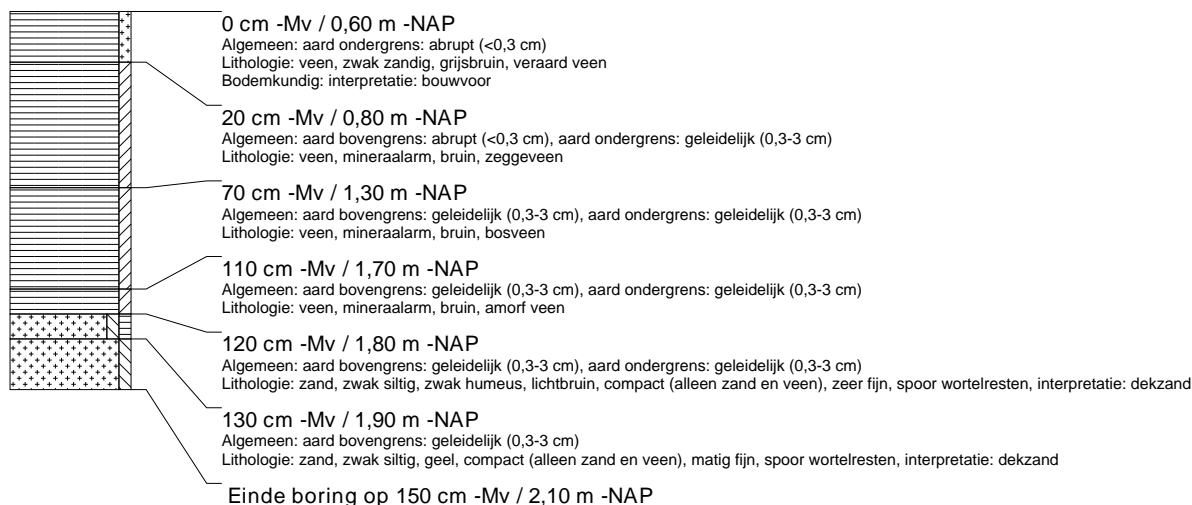 0 cm -Mv / 0,60 m -NAP
Algemeen: aard ondergrens: abrupt (<0,3 cm)
Lithologie: veen, zwak zandig, grijsbruin, veraard veen
Bodemkundig: interpretatie: bouwvoor
20 cm -Mv / 0,80 m -NAP
Algemeen: aard bovengrens: abrupt (<0,3 cm), aard ondergrens: geleidelijk (0,3-3 cm)
Lithologie: veen, mineraalarm, bruin, zeggeveen
70 cm -Mv / 1,30 m -NAP
Algemeen: aard bovengrens: geleidelijk (0,3-3 cm), aard ondergrens: geleidelijk (0,3-3 cm)
Lithologie: veen, mineraalarm, bruin, bosveen
110 cm -Mv / 1,70 m -NAP
Algemeen: aard bovengrens: geleidelijk (0,3-3 cm), aard ondergrens: geleidelijk (0,3-3 cm)
Lithologie: veen, mineraalarm, bruin, amorf veen
120 cm -Mv / 1,80 m -NAP
Algemeen: aard bovengrens: geleidelijk (0,3-3 cm), aard ondergrens: geleidelijk (0,3-3 cm)
Lithologie: zand, zwak siltig, zwak humeus, lichtbruin, compact (alleen zand en veen), zeer fijn, spoor wortelresten, interpretatie: dekzand
130 cm -Mv / 1,90 m -NAP
Algemeen: aard bovengrens: geleidelijk (0,3-3 cm)
Lithologie: zand, zwak siltig, geel, compact (alleen zand en veen), matig fijn, spoor wortelresten, interpretatie: dekzand
Einde boring op 150 cm -Mv / 2,10 m -NAP